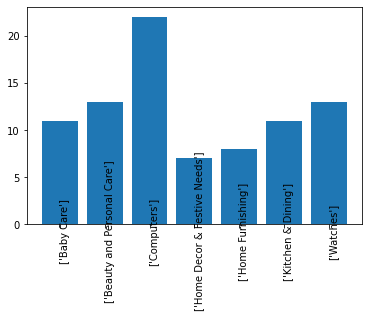 20
15
10
5
0
['Baby Care']
['Beauty and Personal Care']
['Computers']
['Home Decor & Festive Needs']
['Home Furnishing']
['Kitchen & Dining']
['Watches']